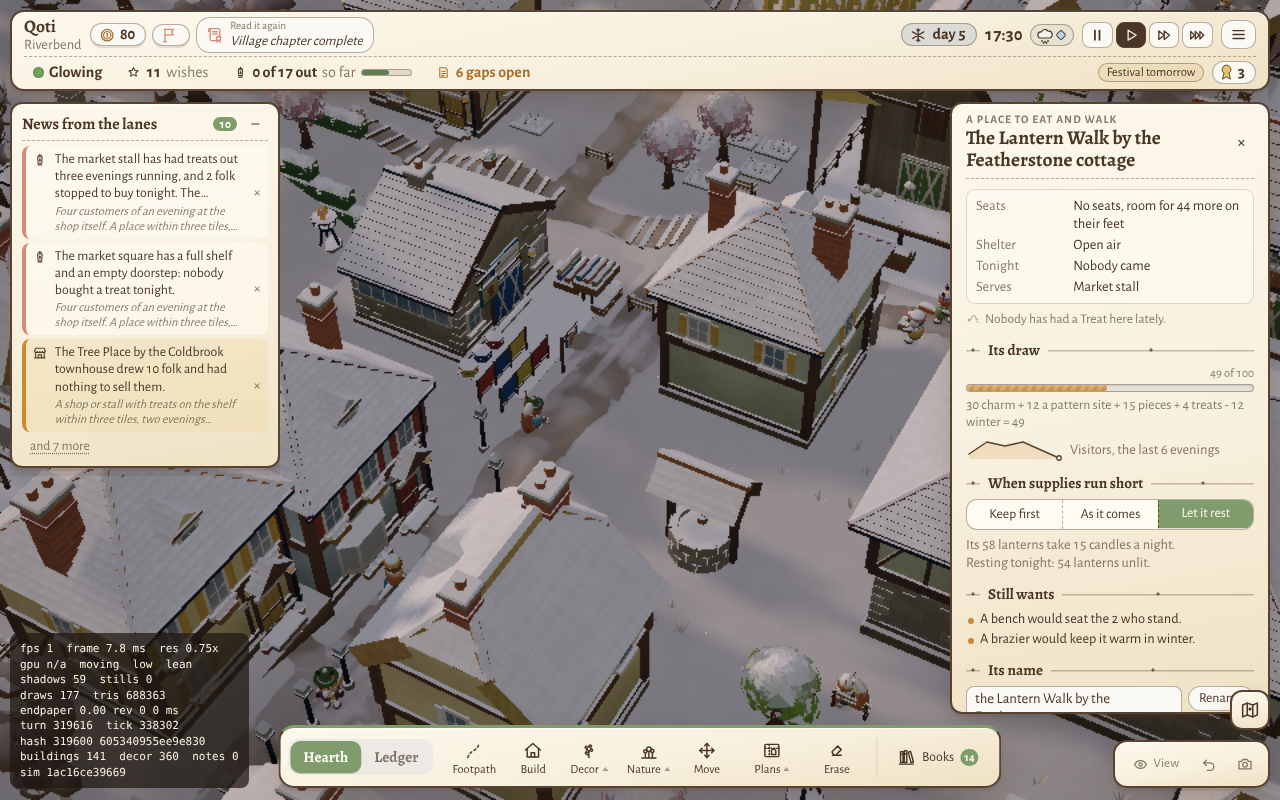 Qoti
Riverbend
80
Read it again
Village chapter complete
day 5
17:30
Glowing
11 wishes
0 of 17 out so far
6 gaps open
Festival tomorrow
3
News from the lanes
10
The market stall has had treats out
three evenings running, and 2 folk
stopped to buy tonight. The...
Four customers of an evening at the
shop itself. A place within three tiles,...
The market square has a full shelf
and an empty doorstep: nobody
bought a treat tonight.
Four customers of an evening at the
shop itself. A place within three tiles,...
The Tree Place by the Coldbrook
townhouse drew 10 folk and had
nothing to sell them.
A shop or stall with treats on the shelf
within three tiles, two evenings...
and 7 more
A PLACE TO EAT AND WALK
The Lantern Walk by the
Featherstone cottage
Seats No seats, room for 44 more on
their feet
Shelter Open air
Tonight Nobody came
Serves Market stall
Nobody has had a Treat here lately.
Its draw
49 of 100
30 charm + 12 a pattern site + 15 pieces + 4 treats - 12
winter = 49
Visitors, the last 6 evenings
When supplies run short
Keep first As it comes Let it rest
Its 58 lanterns take 15 candles a night.
Resting tonight: 54 lanterns unlit.
Still wants
A bench would seat the 2 who stand.
A brazier would keep it warm in winter.
Its name
the Lantern Walk by the
fps 1 frame 7.8 ms res 0.75x
gpu n/a moving low lean
shadows 59 stills 0
draws 177 tris 688363
endpaper 0.00 rev 0 0 ms
turn 319616 tick 338302
hash 319600 605340955ee9e830
buildings 141 decor 360 notes 0
sim 1ac16ce39669
Hearth
Ledger
Footpath
Build
Decor
Nature
Move
Plans
Erase
Books 14
View